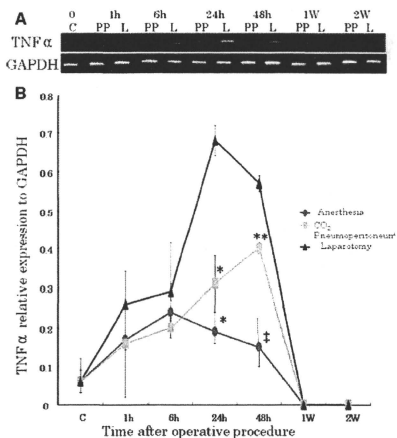 A
0 1h 6h 24h 48h 1W 2W
C PP L PP L PP L PP L PP L PP L
TNFα
GAPDH
B
0.8
0.7
0.6
0.5
0.4
0.3
0.2
0.1
0
TNFα relative expression to GAPDH
*
**
*
‡
Anesthesia
CO2
Pneumoperitoneum
Laparotomy
C 1h 6h 24h 48h 1W 2W
Time after operative procedure